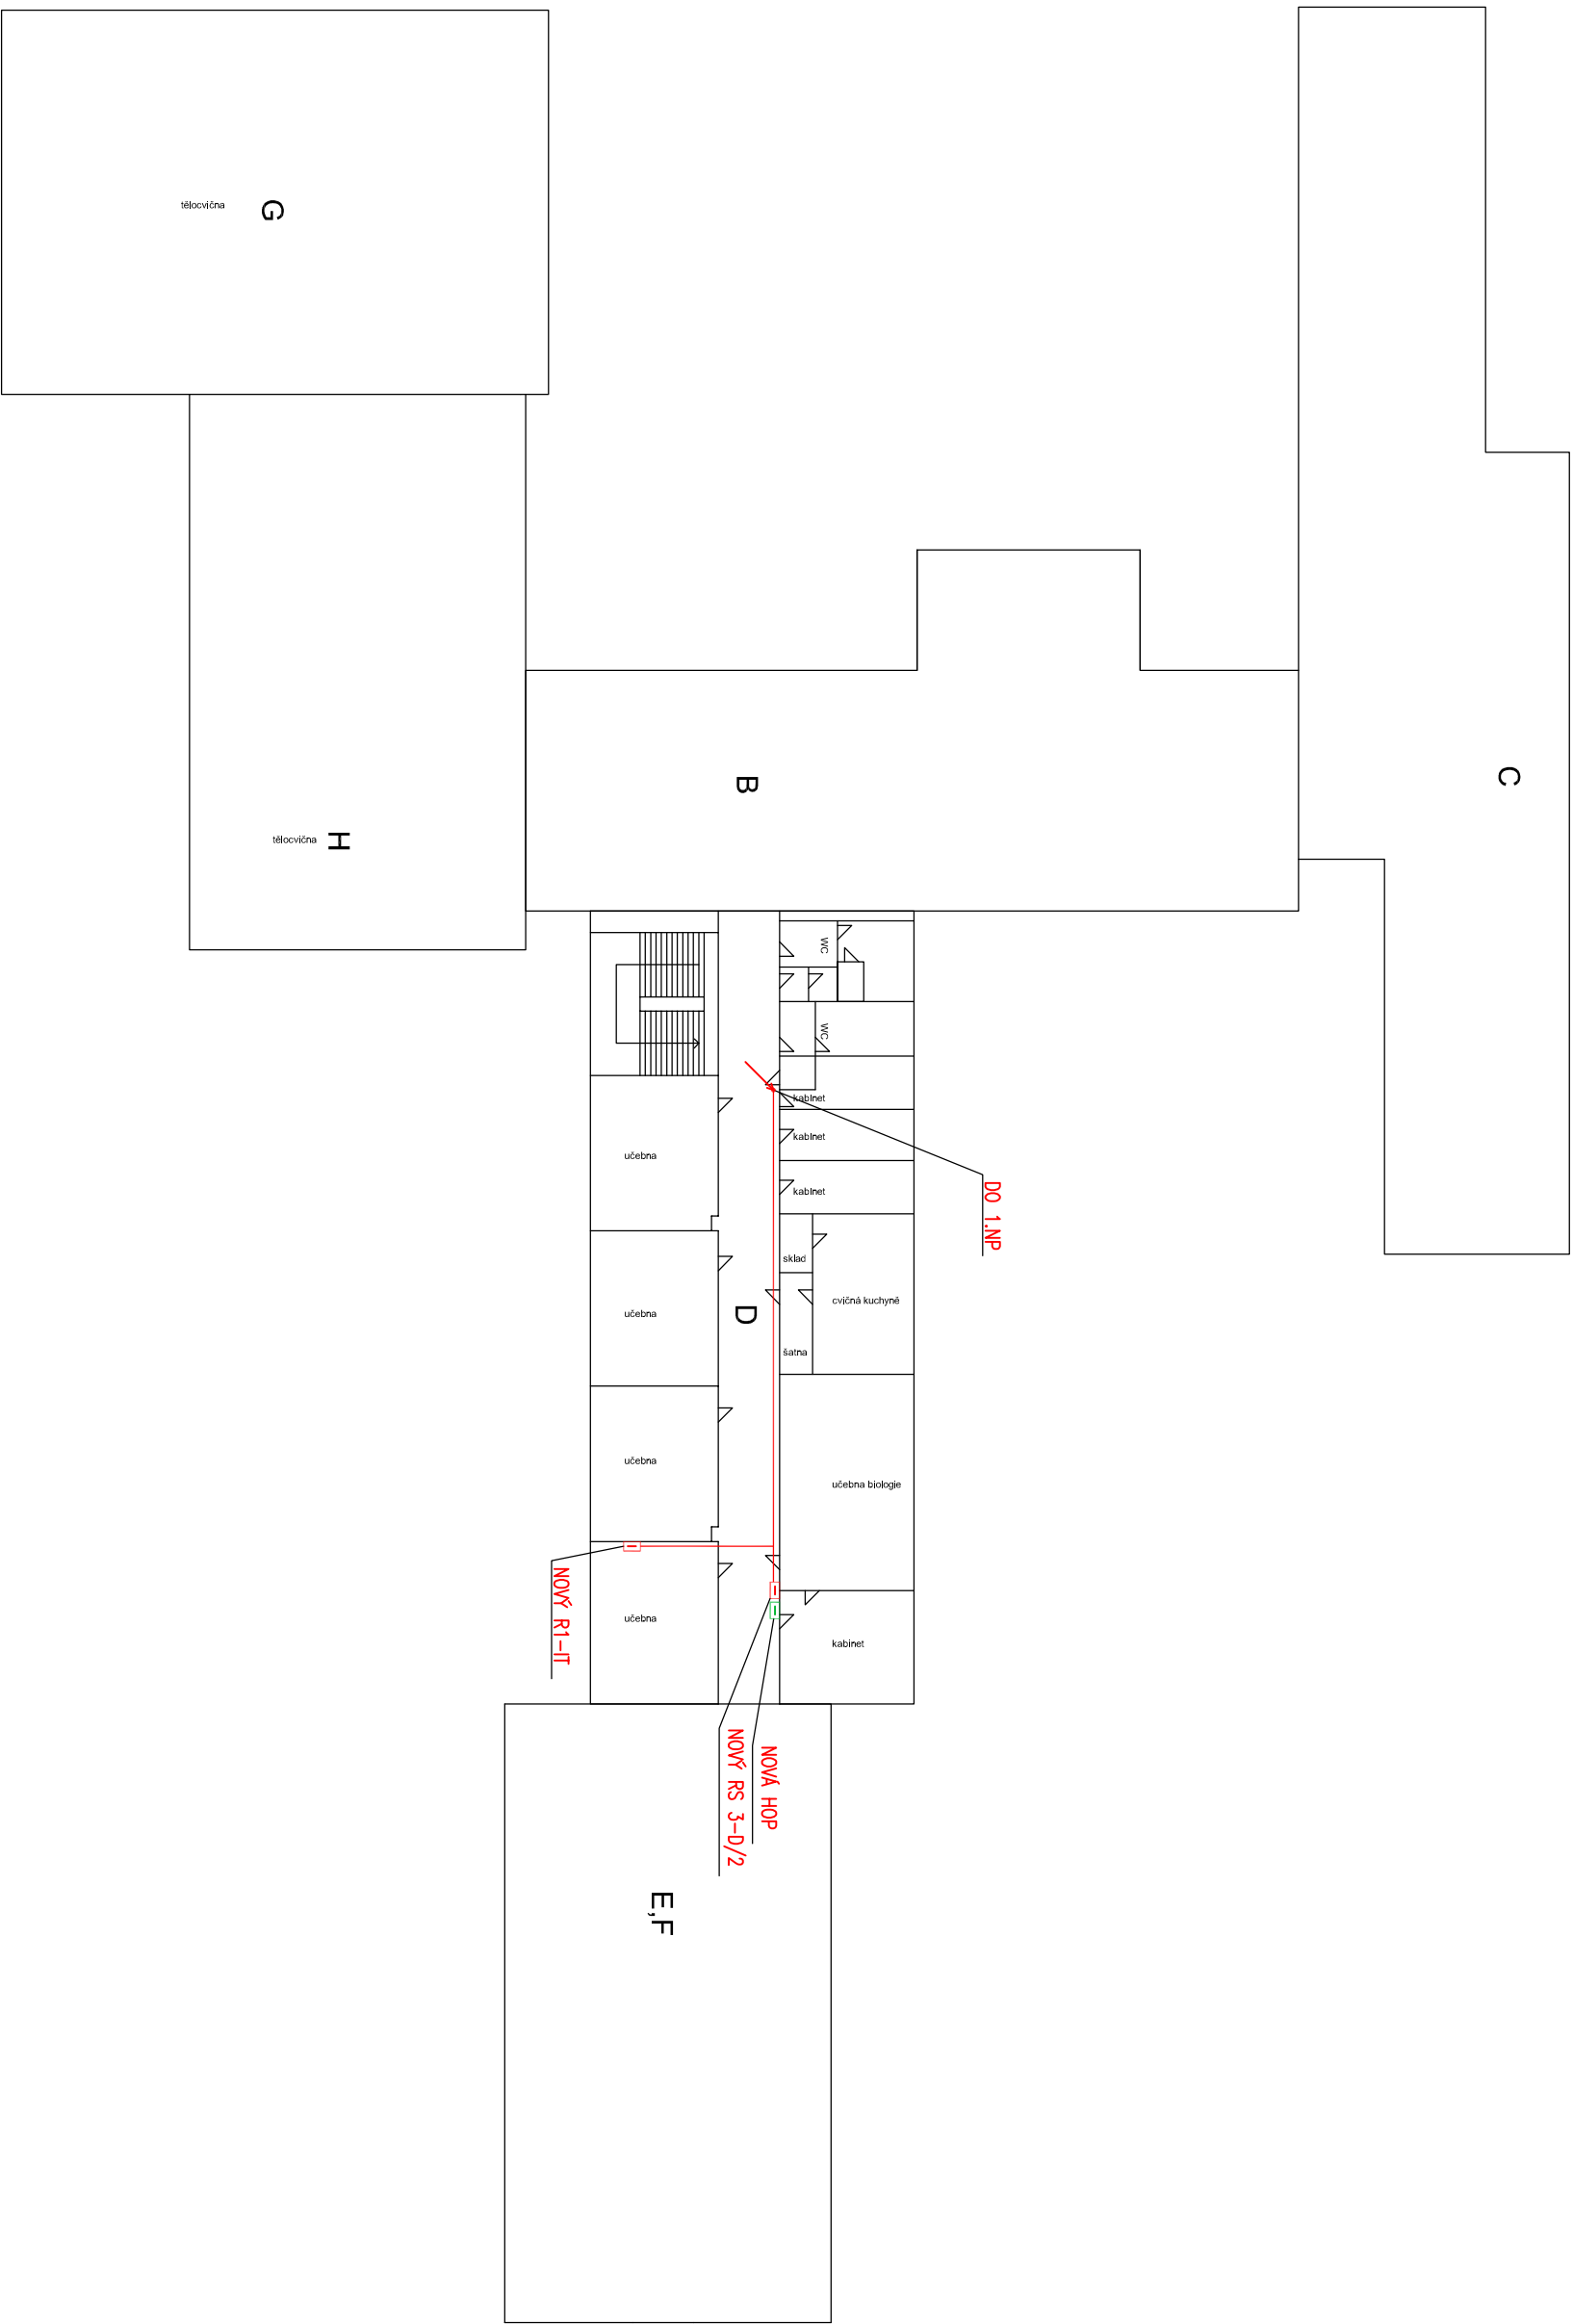 G
tělocvična
C
B
H
tělocvična
WC
WC
kabinet
kabinet
kabinet
DO 1.NP
učebna
sklad
cvičná kuchyně
D
učebna
šatna
učebna
učebna biologie
NOVÝ R1-IT
učebna
kabinet
NOVÁ HOP
NOVÝ RS 3-D/2
E,F